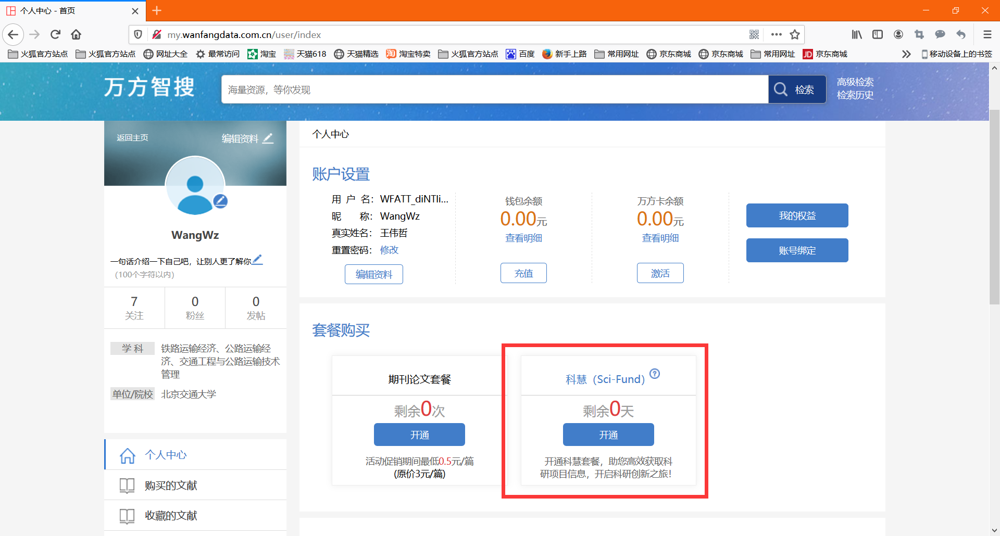 个人中心 - 首页
my.wanfangdata.com.cn/user/index
火狐官方站点 火狐官方站点 网址大全 最常访问 淘宝 天猫618 天猫精选 淘宝特卖 火狐官方站点 百度 新手上路 常用网址 京东商城 京东商城 常用网址 京东商城 移动设备上的书签
万方智搜
海量资源，等你发现
检索
高级检索
检索历史
返回主页
编辑资料
WangWz
一句话介绍一下自己吧，让别人更了解你
（100个字符以内）
7
关注
0
粉丝
0
发帖
学 科
铁路运输经济、公路运输经
济、交通工程与公路运输技术
管理
单位/院校
北京交通大学
个人中心
购买的文献
收藏的文献
个人中心
账户设置
用 户 名： WFATT_diNTli...
昵 称： WangWz
真实姓名： 王伟哲
重置密码： 修改
编辑资料
钱包余额
0.00元
查看明细
充值
万方卡余额
0.00元
查看明细
激活
我的权益
账号绑定
套餐购买
期刊论文套餐
剩余0次
开通
活动促销期间最低0.5元/篇
(原价3元/篇)
科慧（Sci-Fund）?
剩余0天
开通
开通科慧套餐，助您高效获取科
研项目信息，开启科研创新之旅！